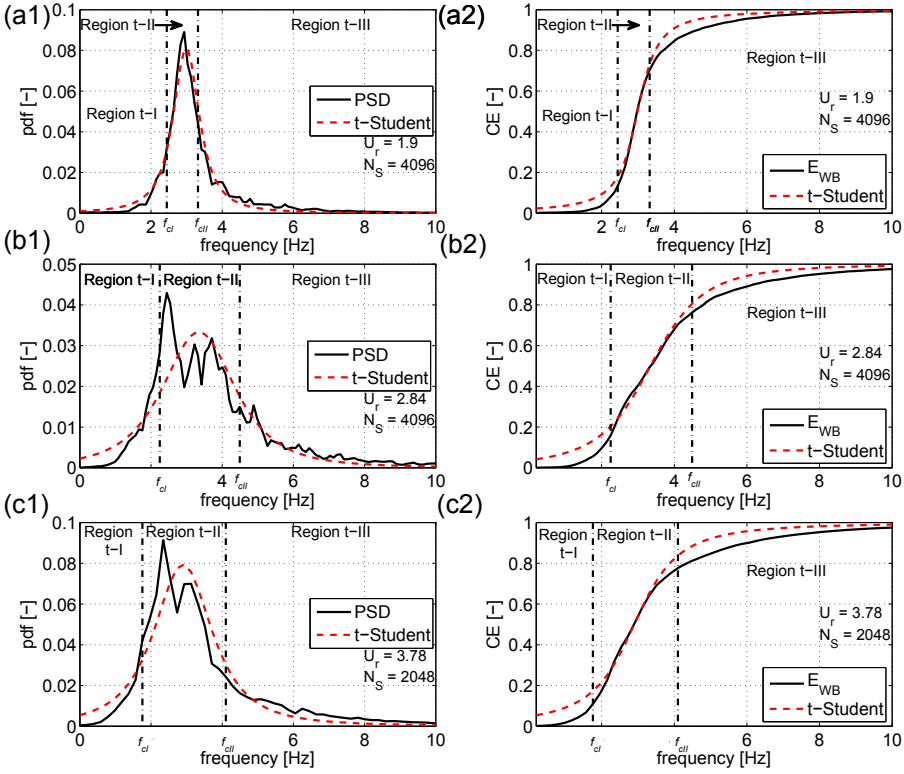 (a1)
Region t−II
Region t−III
Region t−I
PSD
t−Student
U_r = 1.9
N_S = 4096
pdf [−]
0.1
0.08
0.06
0.04
0.02
0
0 2 4 6 8 10
f_cI f_cII
frequency [Hz]
(a2)
Region t−II
Region t−III
Region t−I
U_r = 1.9
N_S = 4096
E_WB
t−Student
CE [−]
1
0.8
0.6
0.4
0.2
0
2 4 6 8 10
f_cI f_cII
frequency [Hz]
(b1)
Region t−I Region t−II Region t−III
PSD
t−Student
U_r = 2.84
N_S = 4096
pdf [−]
0.05
0.04
0.03
0.02
0.01
0
0 2 4 6 8 10
f_cI f_cII
frequency [Hz]
(b2)
Region t−I Region t−II
Region t−III
U_r = 2.84
N_S = 4096
E_WB
t−Student
CE [−]
1
0.8
0.6
0.4
0.2
0
2 4 6 8 10
f_cI f_cII
frequency [Hz]
(c1)
Region t−I
Region t−II
Region t−III
PSD
t−Student
U_r = 3.78
N_S = 2048
pdf [−]
0.1
0.08
0.06
0.04
0.02
0
0 2 4 6 8 10
f_cI f_cII
frequency [Hz]
(c2)
Region t−I
Region t−II
Region t−III
U_r = 3.78
N_S = 2048
E_WB
t−Student
CE [−]
1
0.8
0.6
0.4
0.2
0
2 4 6 8 10
f_cI f_cII
frequency [Hz]